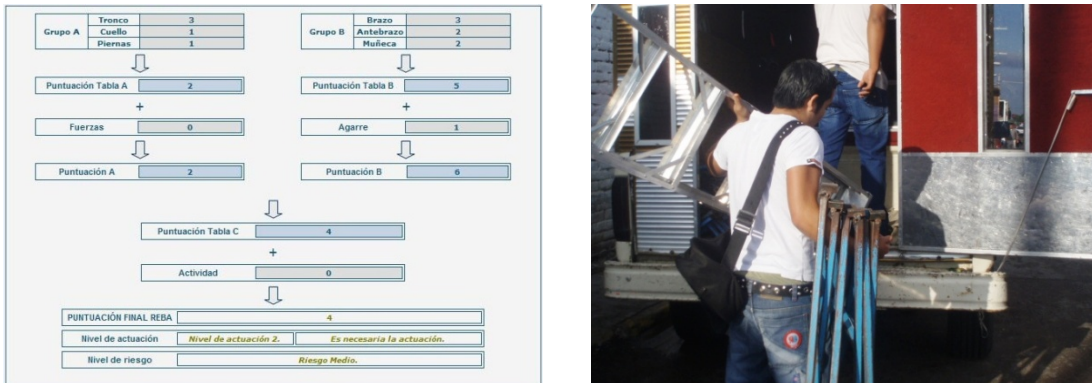 Grupo A
Tronco 3
Cuello 1
Piernas 1
Grupo B
Brazo 3
Antebrazo 2
Muñeca 2
Puntuación Tabla A 2
Puntuación Tabla B 5
+ +
Fuerzas 0
Agarre 1
Puntuación A 2
Puntuación B 6
Puntuación Tabla C 4
+
Actividad 0
PUNTUACIÓN FINAL REBA 4
Nivel de actuación Nivel de actuación 2. Es necesaria la actuación.
Nivel de riesgo Riesgo Medio.